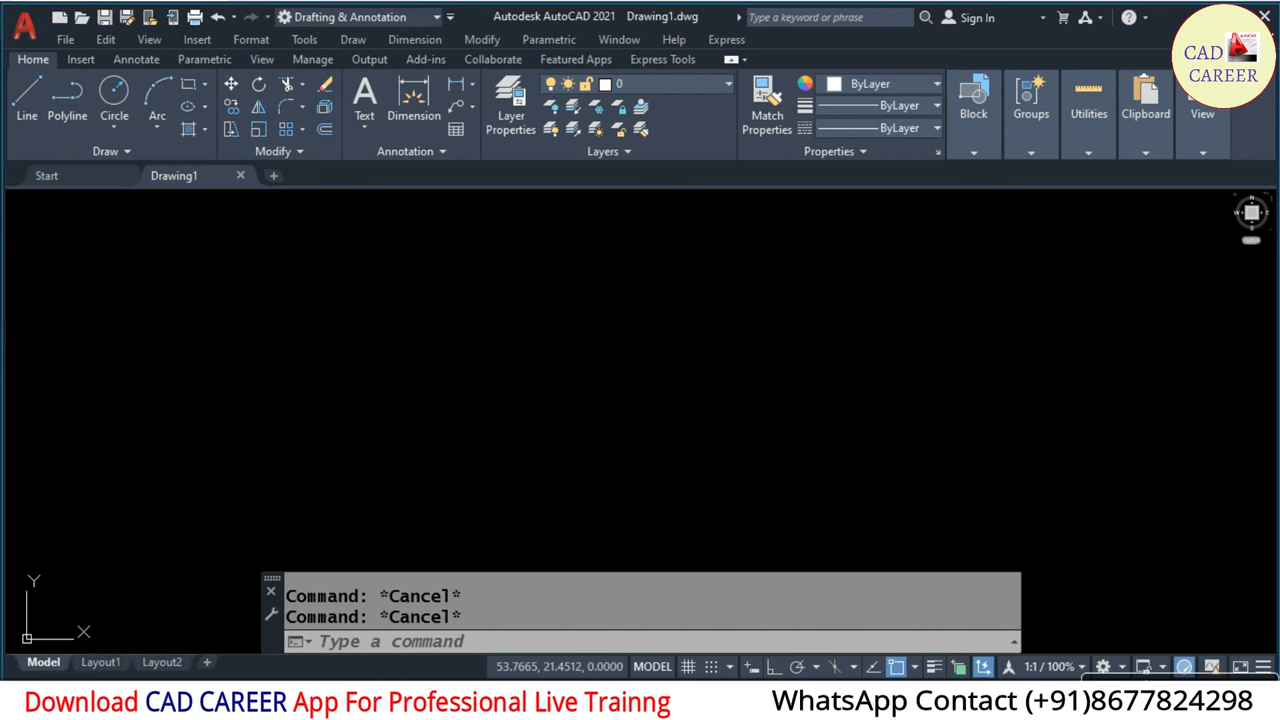 Drafting & Annotation
Autodesk AutoCAD 2021 Drawing1.dwg
Type a keyword or phrase
Sign In
File Edit View Insert Format Tools Draw Dimension Modify Parametric Window Help Express
Home Insert Annotate Parametric View Manage Output Add-ins Collaborate Featured Apps Express Tools
CAD
CAREER
0
ByLayer
ByLayer
ByLayer
Line Polyline Circle Arc Text Dimension
Layer
Properties
Match
Properties
Block Groups Utilities Clipboard View
Draw Modify Annotation Layers Properties
Start Drawing1
N
W
S
Y
X
Command: *Cancel*
Command: *Cancel*
Type a command
Model Layout1 Layout2
53.7665, 21.4512, 0.0000 MODEL 1:1 / 100%
Download CAD CAREER App For Professional Live Trainng
WhatsApp Contact (+91)8677824298